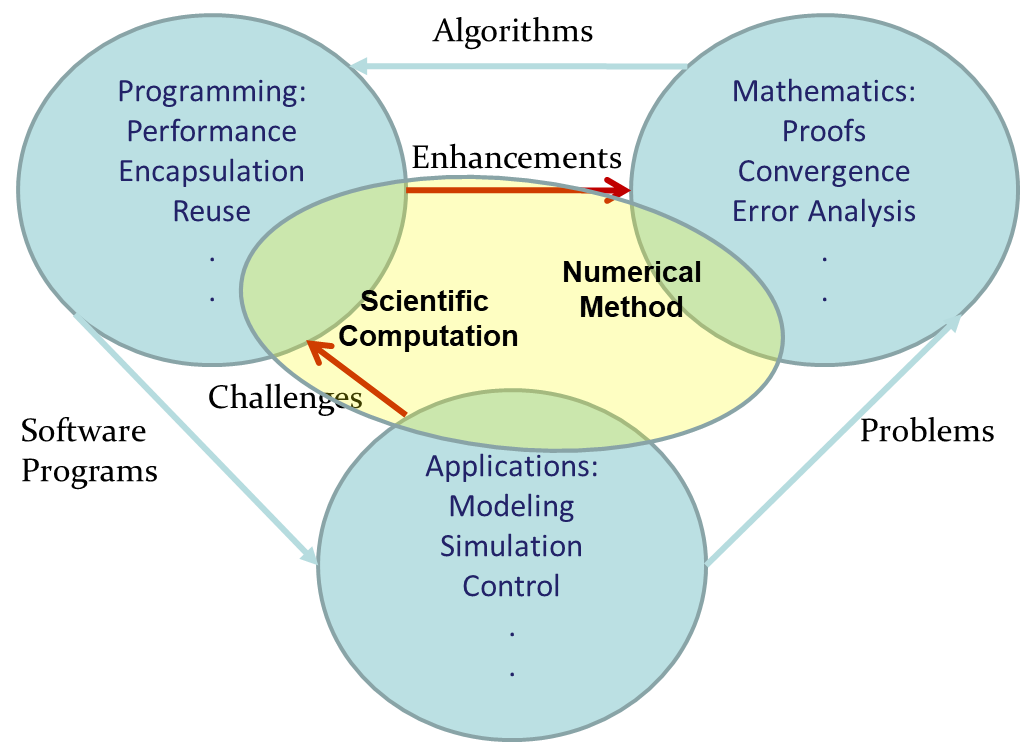 Algorithms
Programming:
Performance
Encapsulation
Reuse
.
.
Enhancements
Mathematics:
Proofs
Convergence
Error Analysis
.
.
Scientific
Computation
Numerical
Method
Challenges
Software
Programs
Problems
Applications:
Modeling
Simulation
Control
.
.